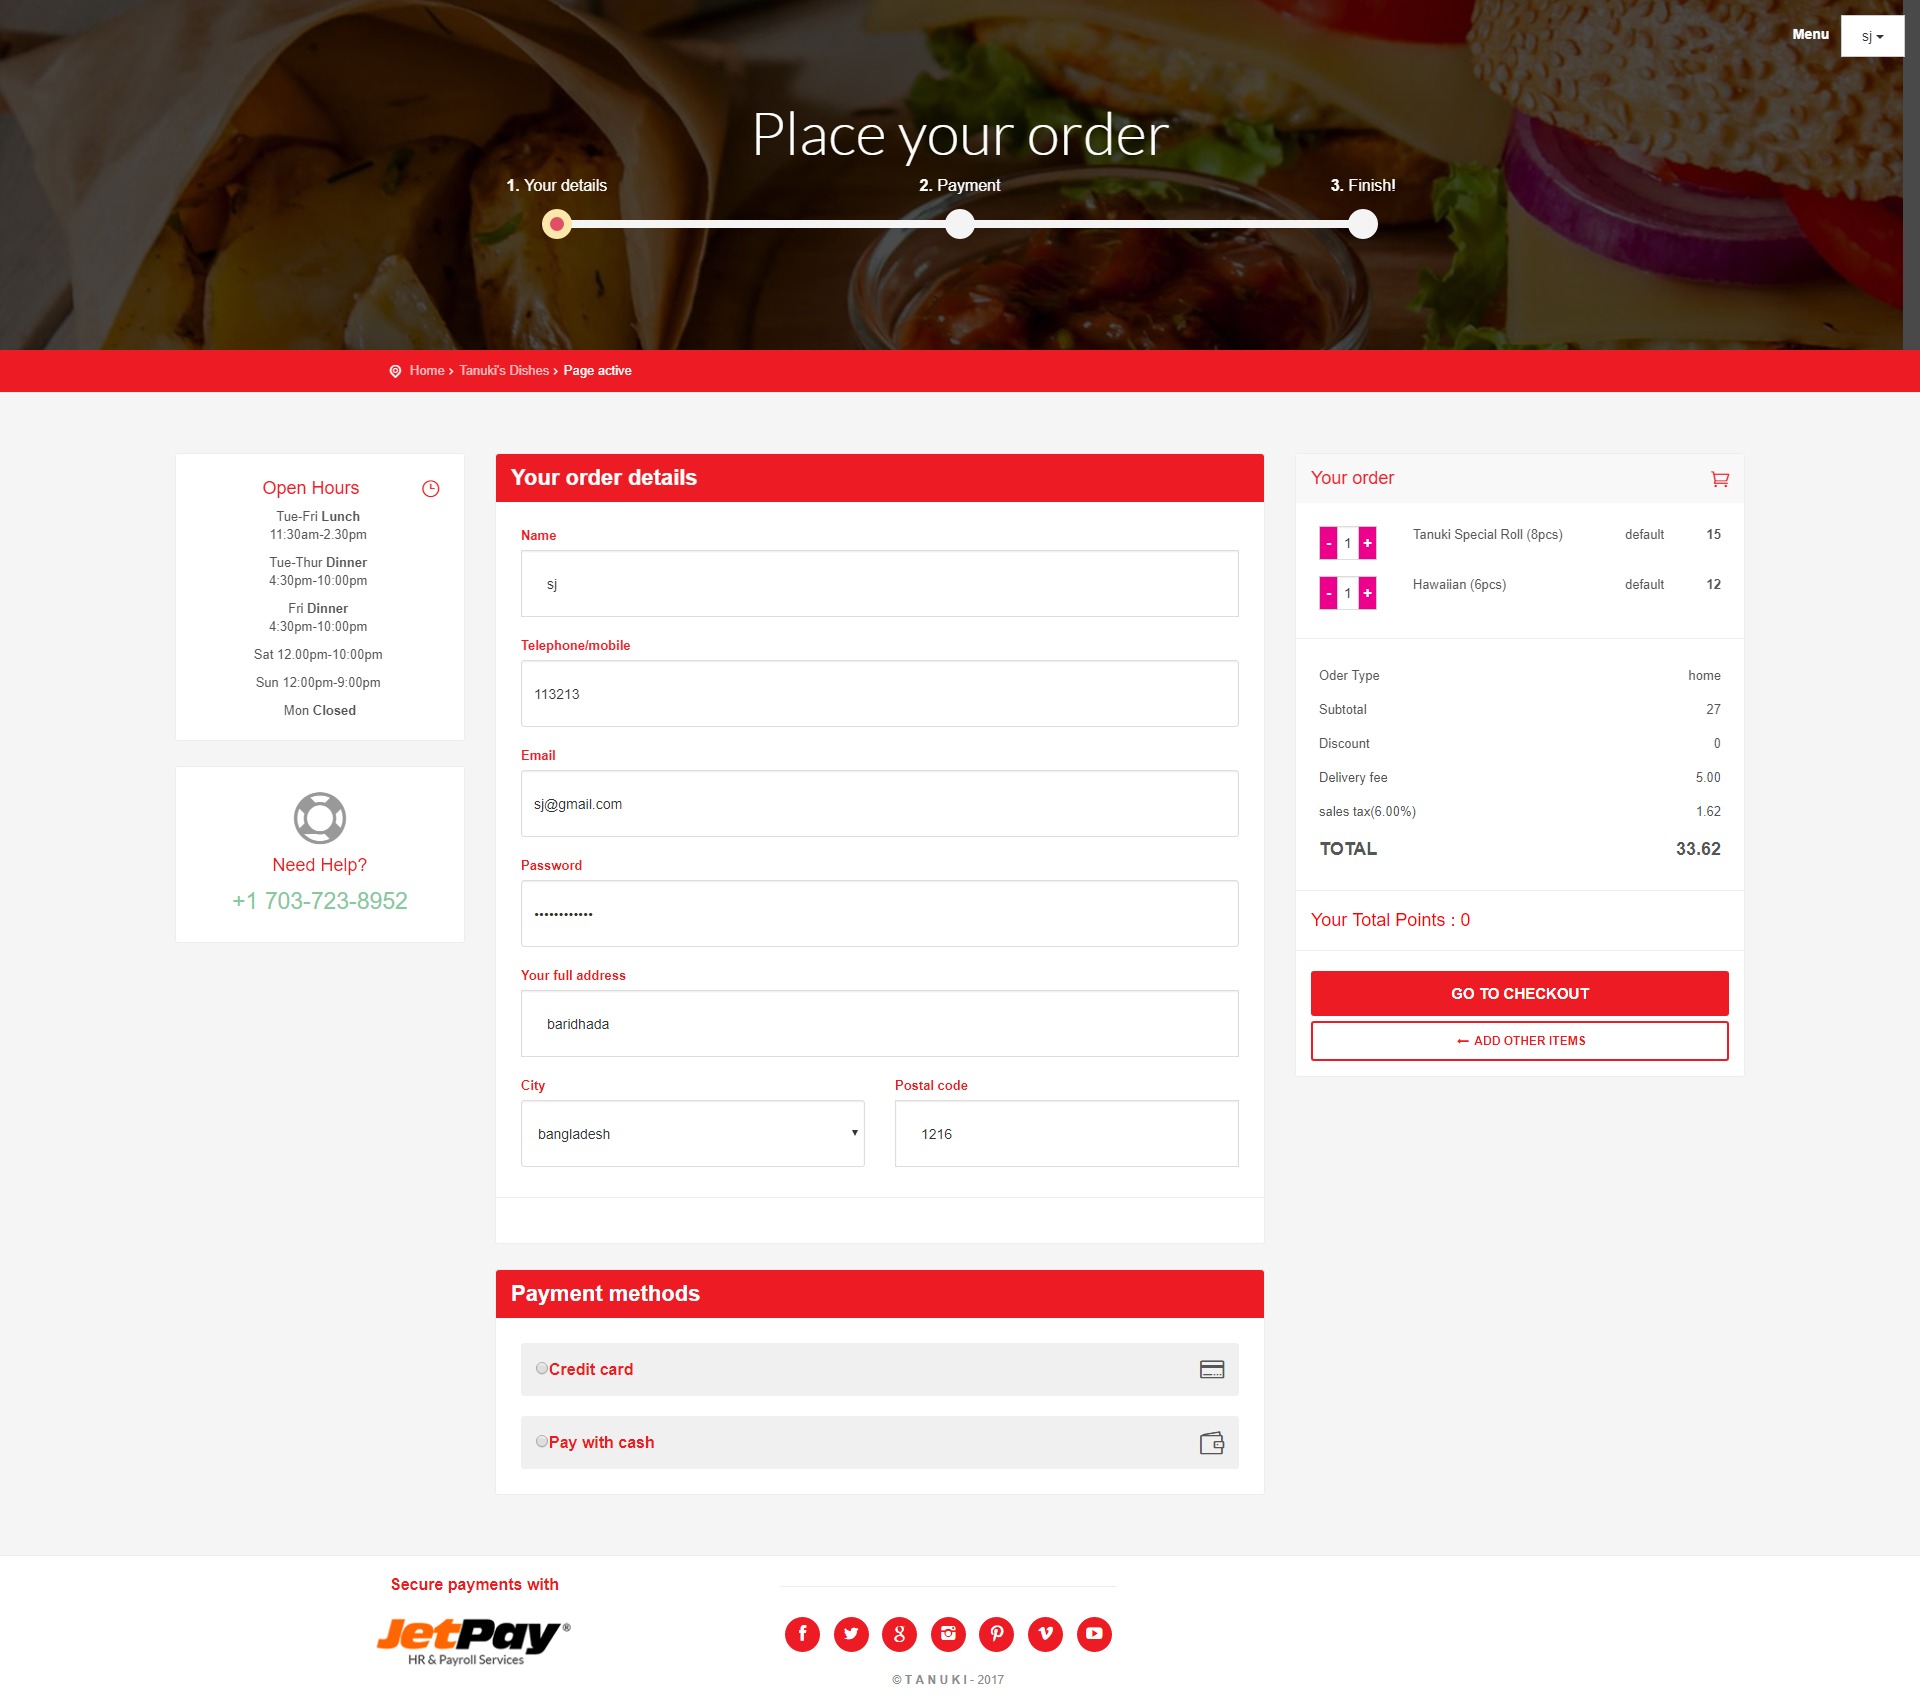 Menu
sj
Place your order
1. Your details
2. Payment
3. Finish!
Home › Tanuki's Dishes › Page active
Open Hours
Tue-Fri Lunch
11:30am-2.30pm
Tue-Thur Dinner
4:30pm-10:00pm
Fri Dinner
4:30pm-10:00pm
Sat 12.00pm-10:00pm
Sun 12:00pm-9:00pm
Mon Closed
Need Help?
+1 703-723-8952
Your order details
Name
sj
Telephone/mobile
113213
Email
sj@gmail.com
Password
••••••••••••
Your full address
baridhada
City
Postal code
bangladesh
1216
Payment methods
Credit card
Pay with cash
Your order
- 1 + Tanuki Special Roll (8pcs) default 15
- 1 + Hawaiian (6pcs) default 12
Oder Type home
Subtotal 27
Discount 0
Delivery fee 5.00
sales tax(6.00%) 1.62
TOTAL 33.62
Your Total Points : 0
GO TO CHECKOUT
← ADD OTHER ITEMS
Secure payments with
JetPay®
HR & Payroll Services
© T A N U K I - 2017